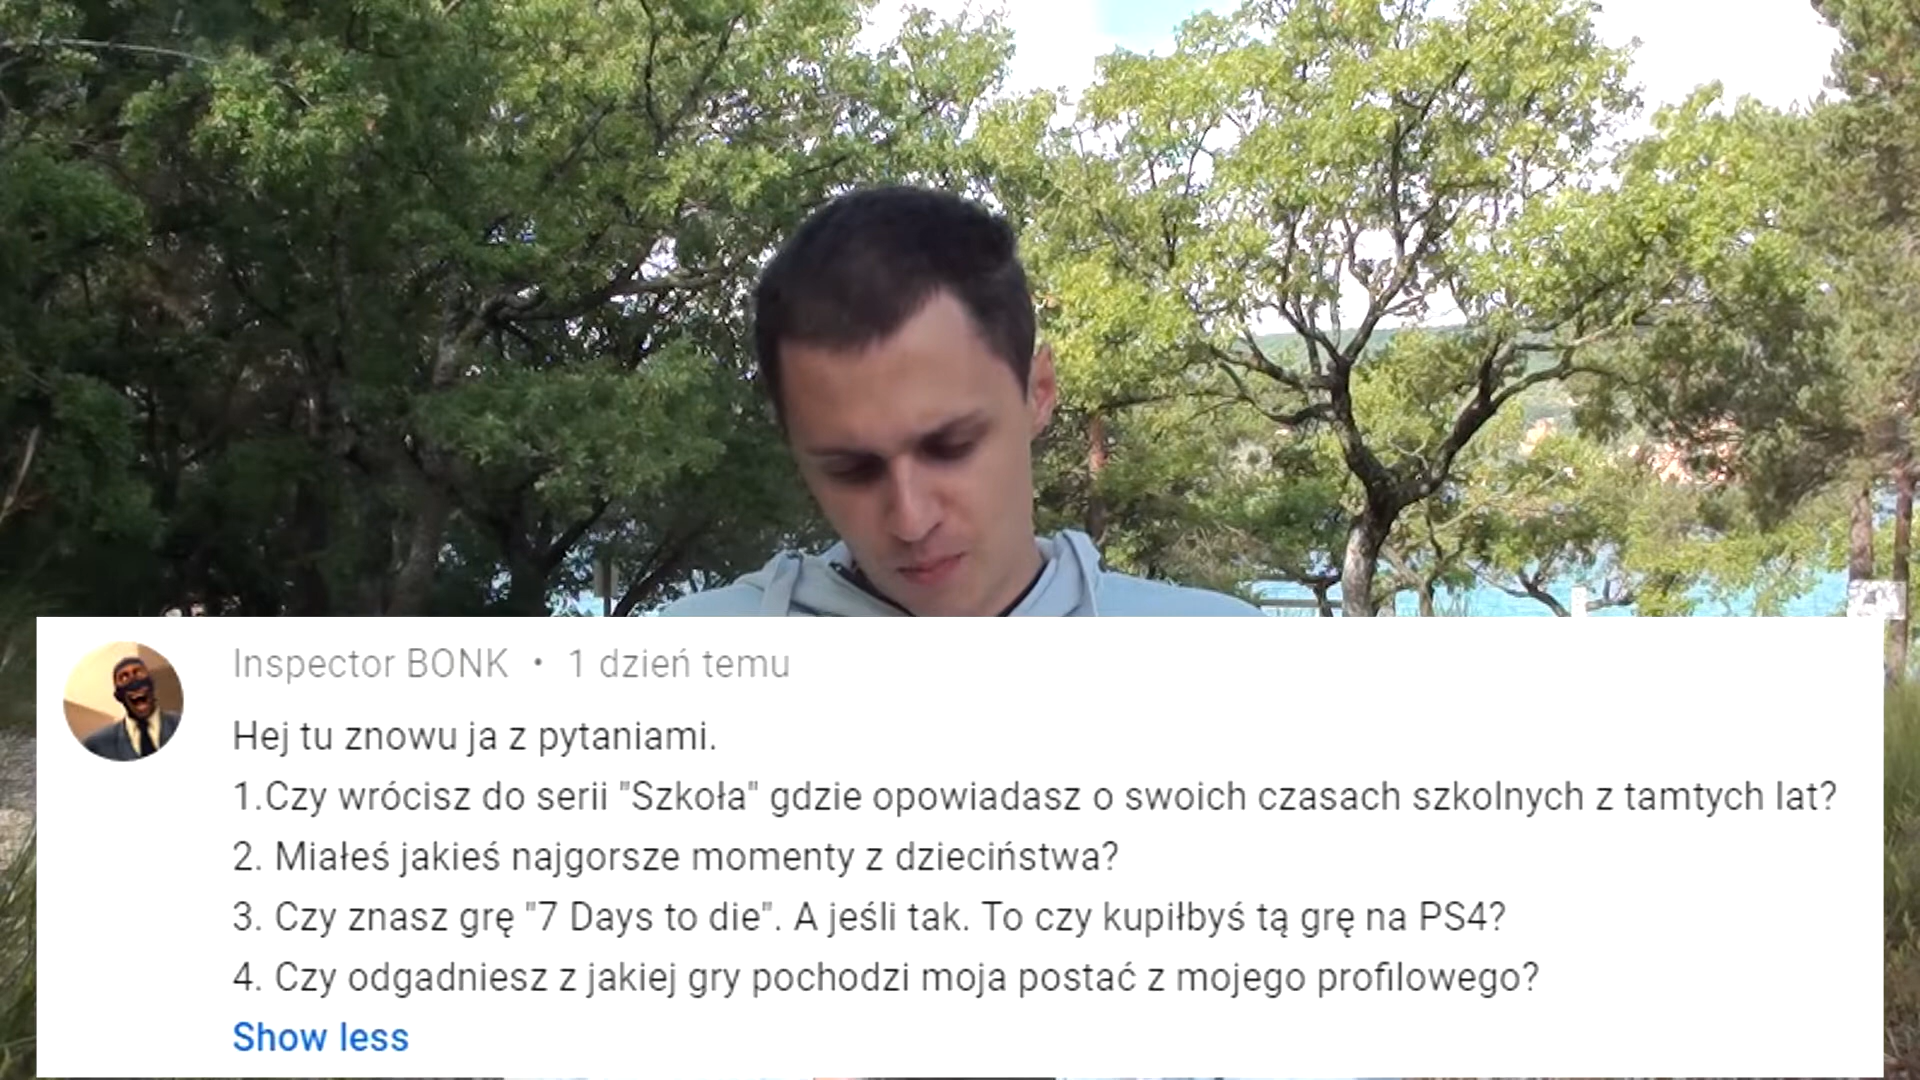 Inspector BONK • 1 dzień temu
Hej tu znowu ja z pytaniami.
1.Czy wrócisz do serii "Szkoła" gdzie opowiadasz o swoich czasach szkolnych z tamtych lat?
2. Miałeś jakieś najgorsze momenty z dzieciństwa?
3. Czy znasz grę "7 Days to die". A jeśli tak. To czy kupiłbyś tą grę na PS4?
4. Czy odgadniesz z jakiej gry pochodzi moja postać z mojego profilowego?
Show less